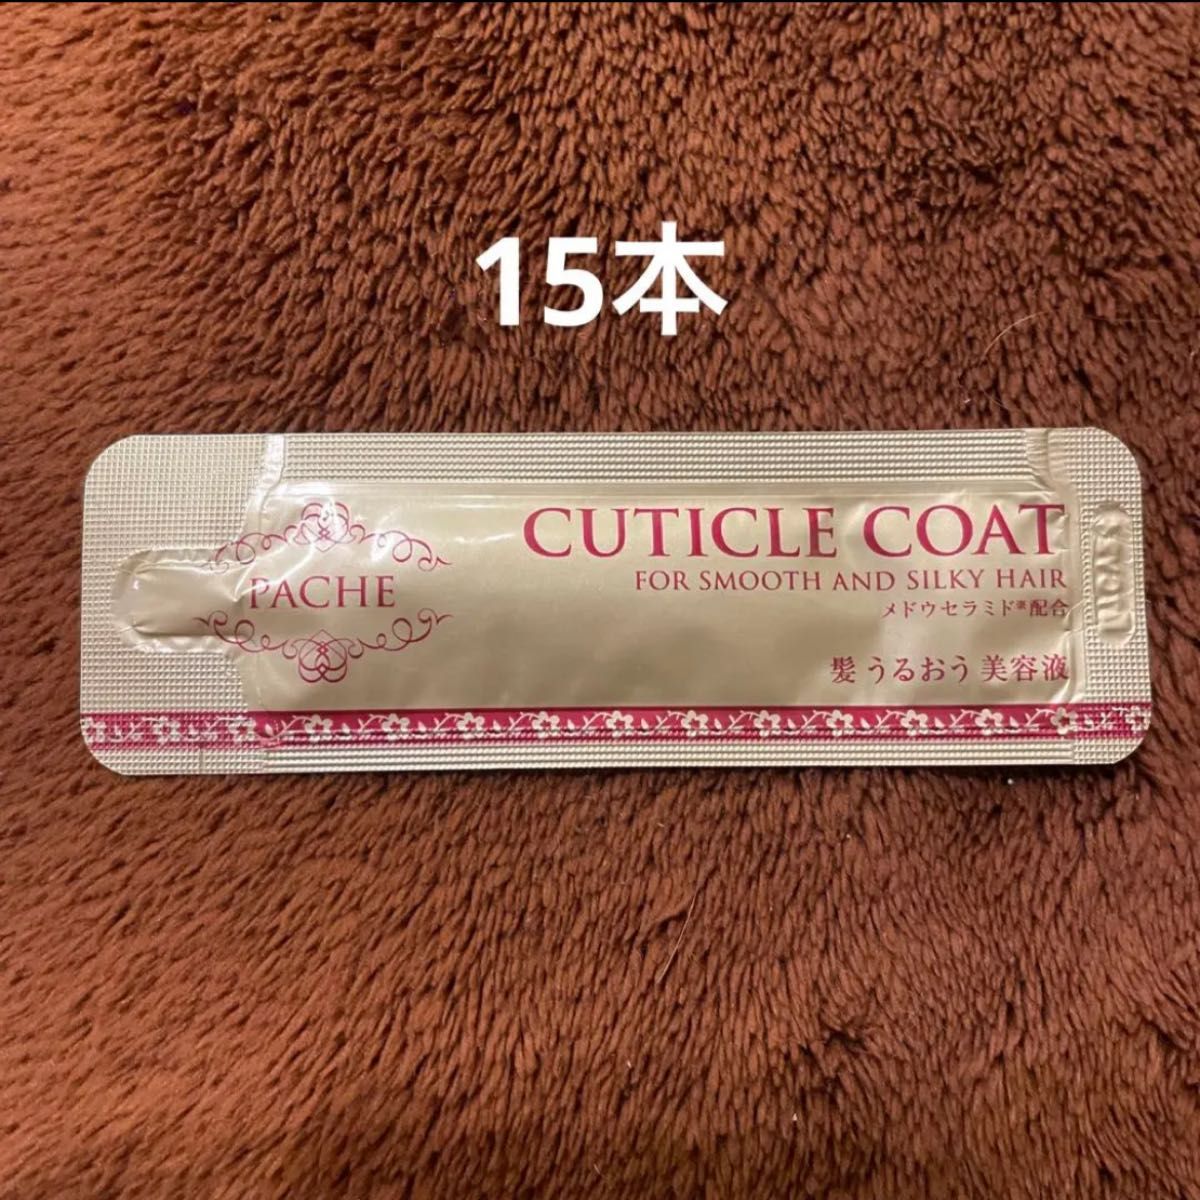 15本
PACHE
CUTICLE COAT
FOR SMOOTH AND SILKY HAIR
メドウセラミド※配合
髪 うるおう 美容液